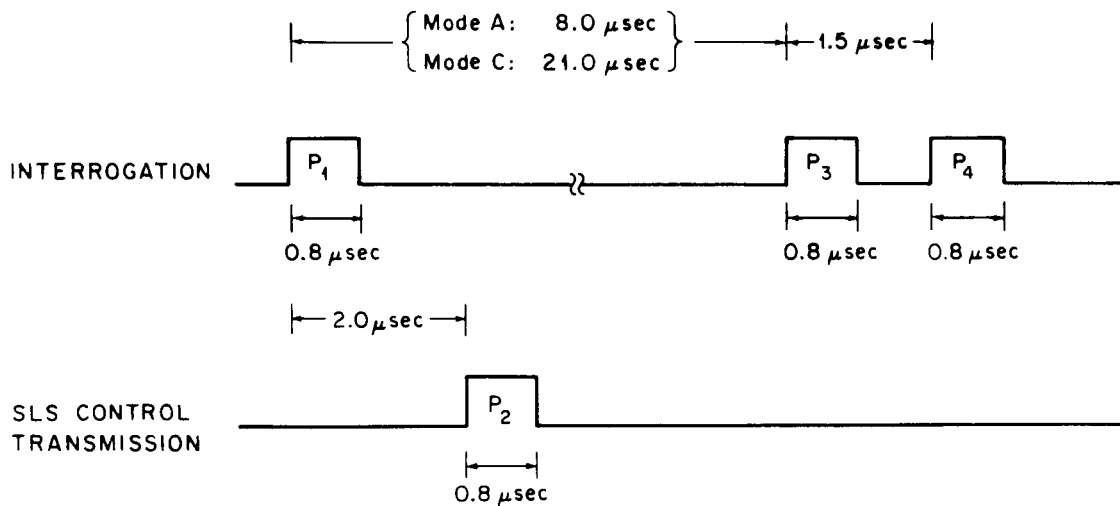 Mode A: 8.0 μsec
Mode C: 21.0 μsec
1.5 μsec
INTERROGATION
P1
P3
P4
0.8 μsec
0.8 μsec
0.8 μsec
2.0 μsec
SLS CONTROL
TRANSMISSION
P2
0.8 μsec